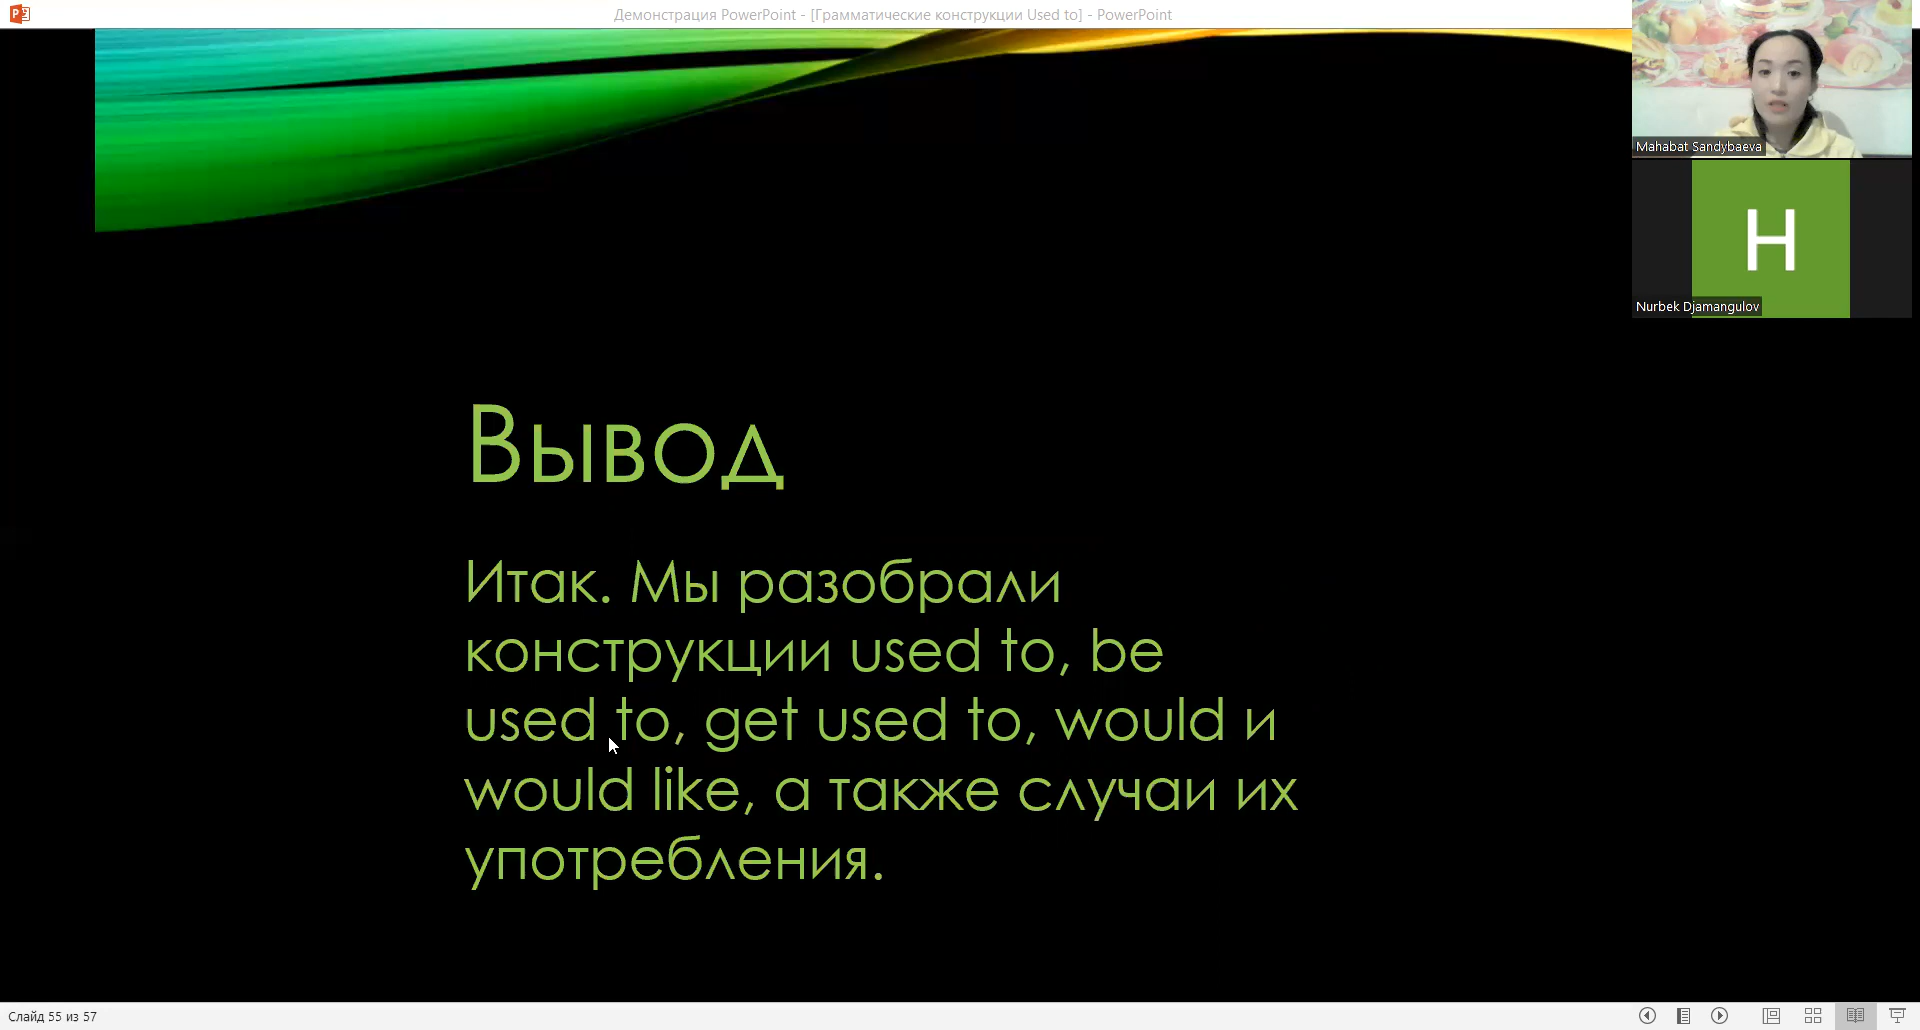 Демонстрация PowerPoint - [Грамматические конструкции Used to] - PowerPoint
Mahabat Sandybaeva
H
Nurbek Djamangulov
Вывод
Итак. Мы разобрали
конструкции used to, be
used to, get used to, would и
would like, а также случаи их
употребления.
Слайд 55 из 57